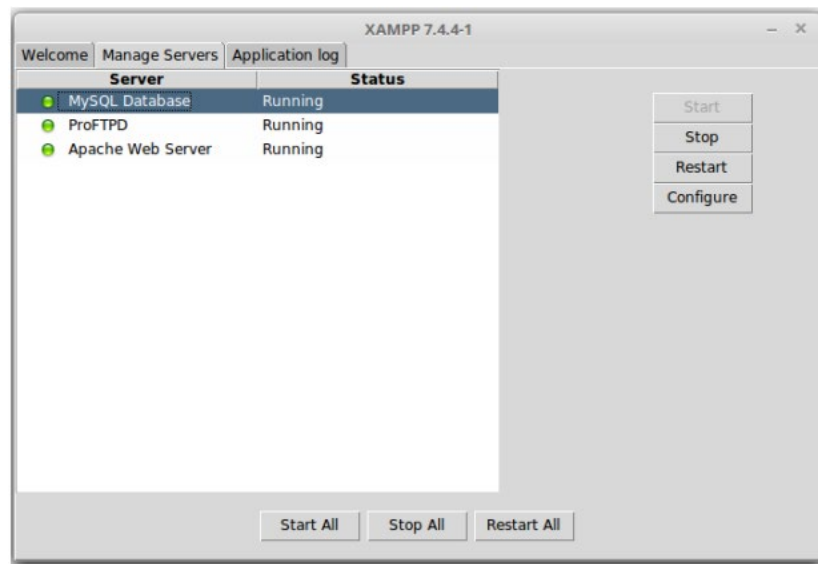 XAMPP 7.4.4-1
Welcome Manage Servers Application log
Server Status
MySQL Database Running
ProFTPD Running
Apache Web Server Running
Start
Stop
Restart
Configure
Start All Stop All Restart All